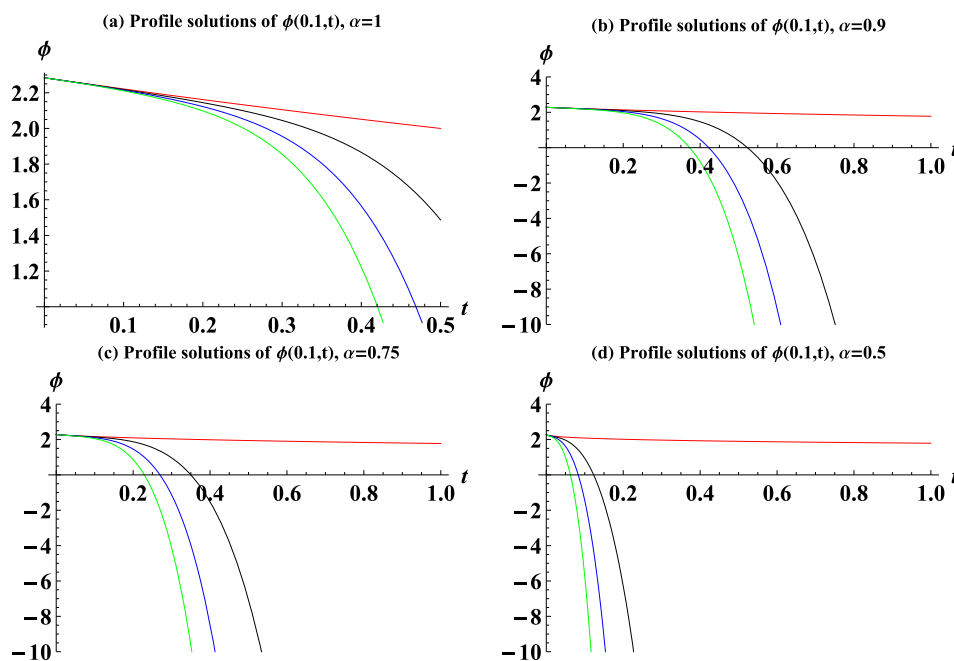 (a) Profile solutions of ϕ(0.1,t), α=1
ϕ
2.2
2.0
1.8
1.6
1.4
1.2
0.1 0.2 0.3 0.4 0.5 t
(b) Profile solutions of ϕ(0.1,t), α=0.9
ϕ
4
2
0.2 0.4 0.6 0.8 1.0 t
−2
−4
−6
−8
−10
(c) Profile solutions of ϕ(0.1,t), α=0.75
ϕ
4
2
0.2 0.4 0.6 0.8 1.0 t
−2
−4
−6
−8
−10
(d) Profile solutions of ϕ(0.1,t), α=0.5
ϕ
4
2
0.2 0.4 0.6 0.8 1.0 t
−2
−4
−6
−8
−10